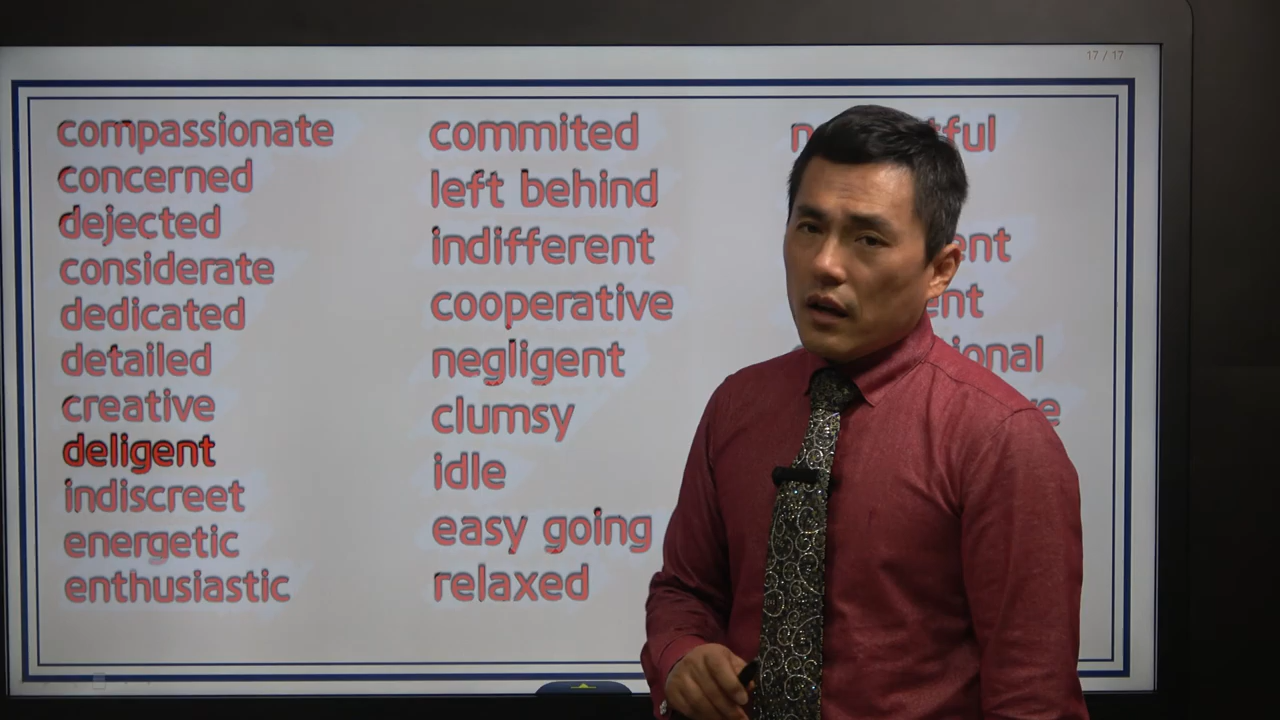 17 / 17
compassionate
concerned
dejected
considerate
dedicated
detailed
creative
deligent
indiscreet
energetic
enthusiastic
commited
left behind
indifferent
cooperative
negligent
clumsy
idle
easy going
relaxed